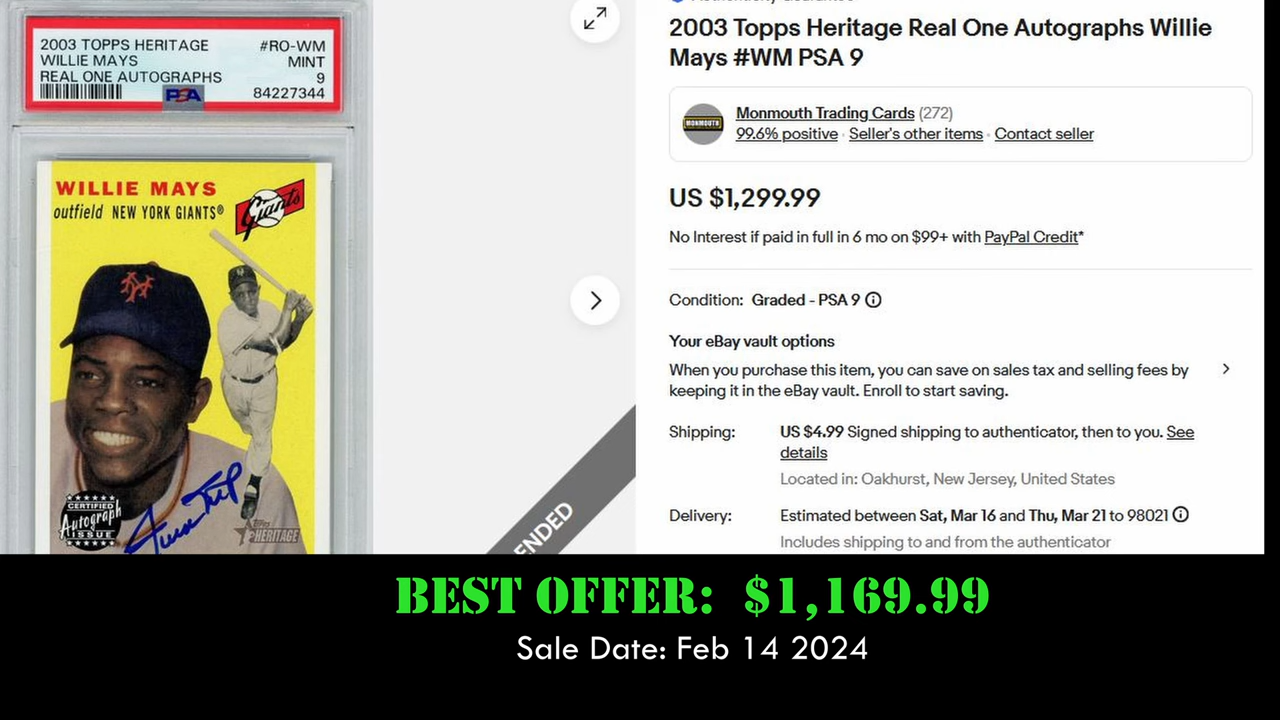 2003 TOPPS HERITAGE #RO-WM
WILLIE MAYS MINT
REAL ONE AUTOGRAPHS 9
PSA 84227344
WILLIE MAYS
outfield NEW YORK GIANTS®
Giants
CERTIFIED
Autograph
ISSUE
Topps
HERITAGE
ENDED
2003 Topps Heritage Real One Autographs Willie
Mays #WM PSA 9
MONMOUTH
Monmouth Trading Cards (272)
99.6% positive · Seller's other items · Contact seller
US $1,299.99
No Interest if paid in full in 6 mo on $99+ with PayPal Credit*
Condition: Graded - PSA 9
Your eBay vault options
When you purchase this item, you can save on sales tax and selling fees by
keeping it in the eBay vault. Enroll to start saving.
Shipping: US $4.99 Signed shipping to authenticator, then to you. See
details
Located in: Oakhurst, New Jersey, United States
Delivery: Estimated between Sat, Mar 16 and Thu, Mar 21 to 98021
Includes shipping to and from the authenticator
BEST OFFER: $1,169.99
Sale Date: Feb 14 2024